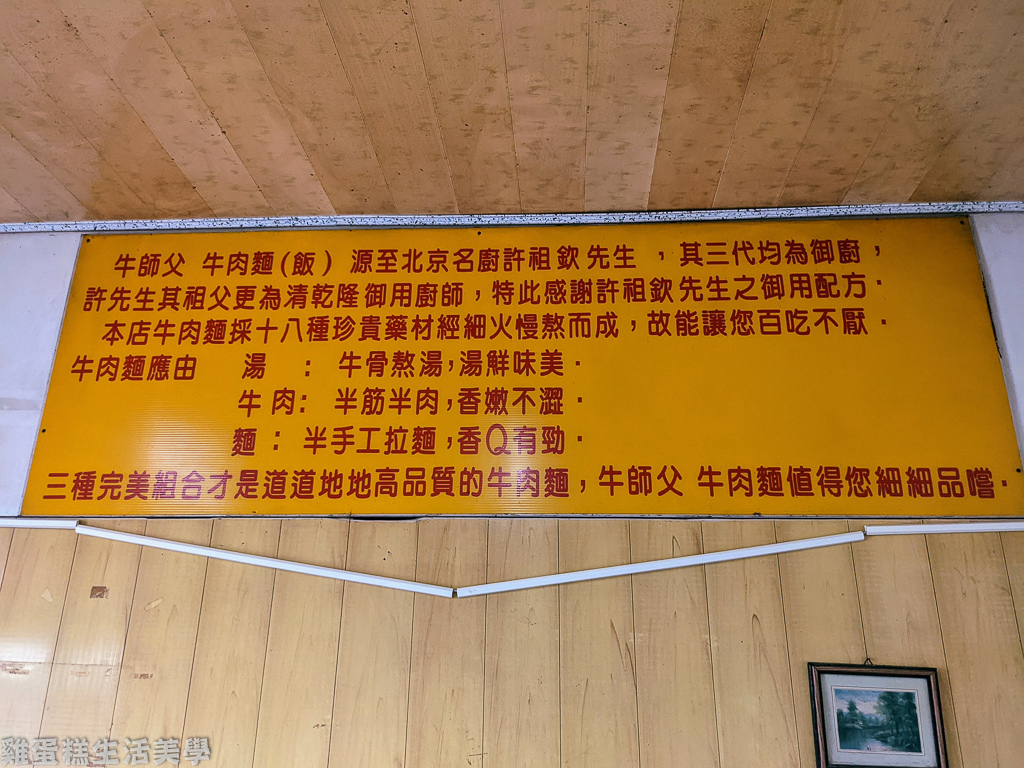 牛師父 牛肉麵(飯) 源至北京名廚許祖欽先生 ,其三代均為御廚,
許先生其祖父更為清乾隆御用廚師,特此感謝許祖欽先生之御用配方.
本店牛肉麵採十八種珍貴藥材經細火慢熬而成,故能讓您百吃不厭.
牛肉麵應由 湯 : 牛骨熬湯,湯鮮味美.
牛肉: 半筋半肉,香嫩不澀.
麵 : 半手工拉麵,香Q有勁.
三種完美組合才是道道地地高品質的牛肉麵,牛師父 牛肉麵值得您細細品嚐.
雞蛋糕生活美學